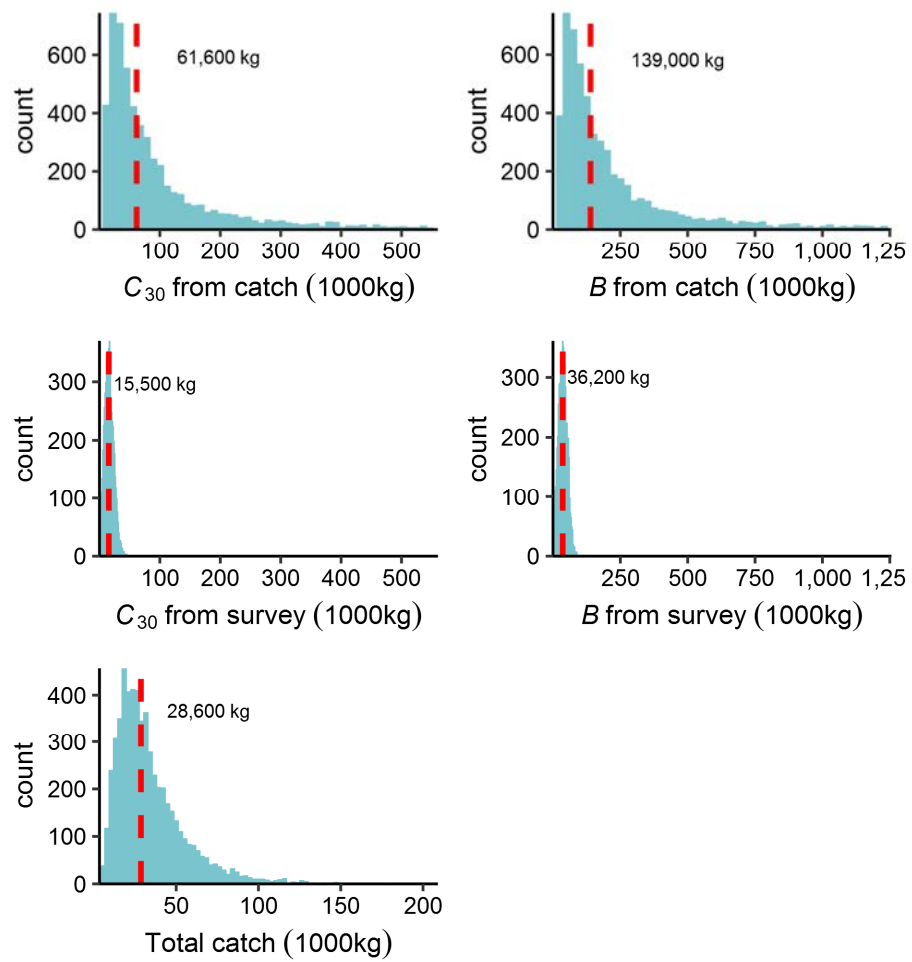 600
400
200
0
count
61,600 kg
100 200 300 400 500
C30 from catch (1000kg)
600
400
200
0
count
139,000 kg
250 500 750 1,000 1,25
B from catch (1000kg)
300
200
100
0
count
15,500 kg
100 200 300 400 500
C30 from survey (1000kg)
300
200
100
0
count
36,200 kg
250 500 750 1,000 1,25
B from survey (1000kg)
400
300
200
100
0
count
28,600 kg
50 100 150 200
Total catch (1000kg)